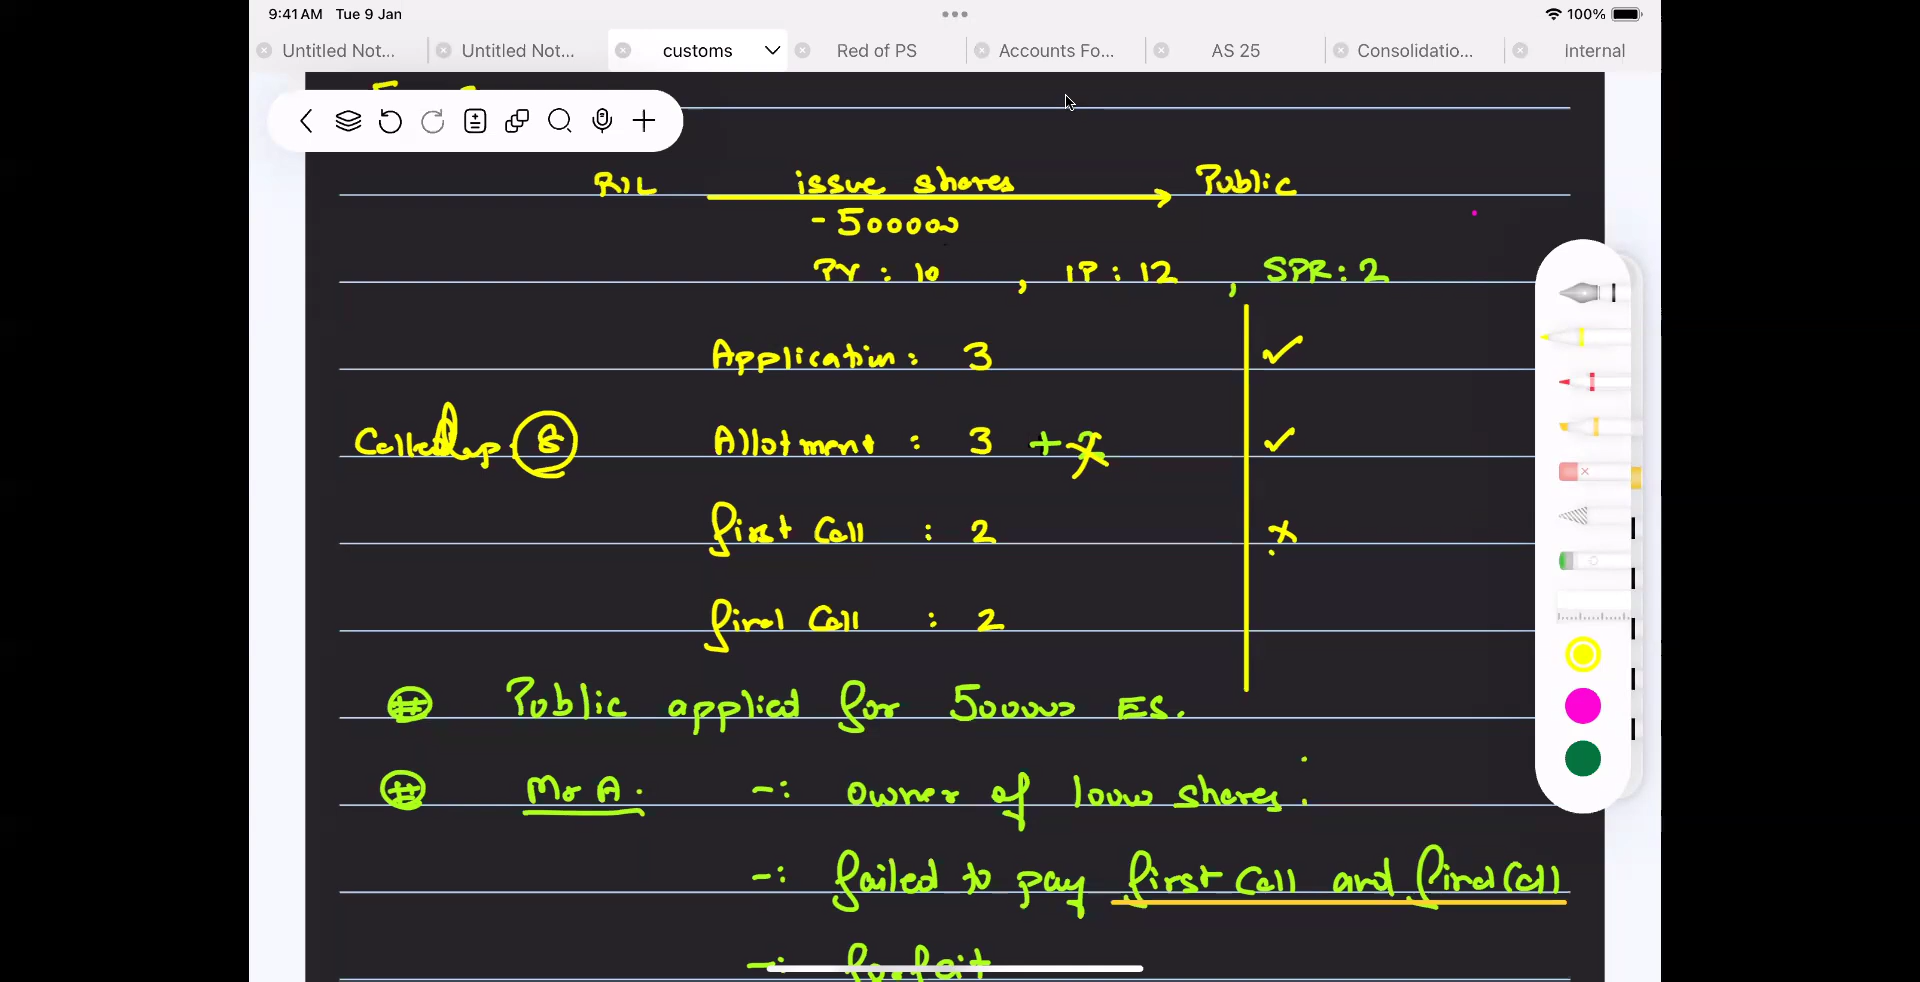 9:41 AM Tue 9 Jan 100%
Untitled Not... Untitled Not... customs Red of PS Accounts Fo... AS 25 Consolidatio... Internal
RIL issue shares Public
- 500000
PV : 10 , IP : 12 , SPR : 2
Application : 3 ✓
Called up 8 Allotment : 3 + 2 ✓
first Call : 2 x
final Call : 2
# Public applied for 500000 ES.
# Mr A. -: owner of 1000 shares :
-: failed to pay first Call and final Call
-: forfeit